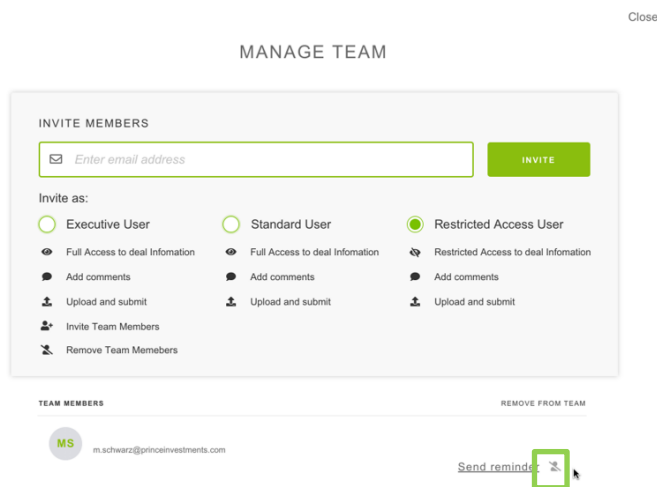 Close
MANAGE TEAM
INVITE MEMBERS
Enter email address
INVITE
Invite as:
Executive User
Full Access to deal Infomation
Add comments
Upload and submit
Invite Team Members
Remove Team Memebers
Standard User
Full Access to deal Infomation
Add comments
Upload and submit
Restricted Access User
Restricted Access to deal Infomation
Add comments
Upload and submit
TEAM MEMBERS
REMOVE FROM TEAM
MS
m.schwarz@princeinvestments.com
Send reminder